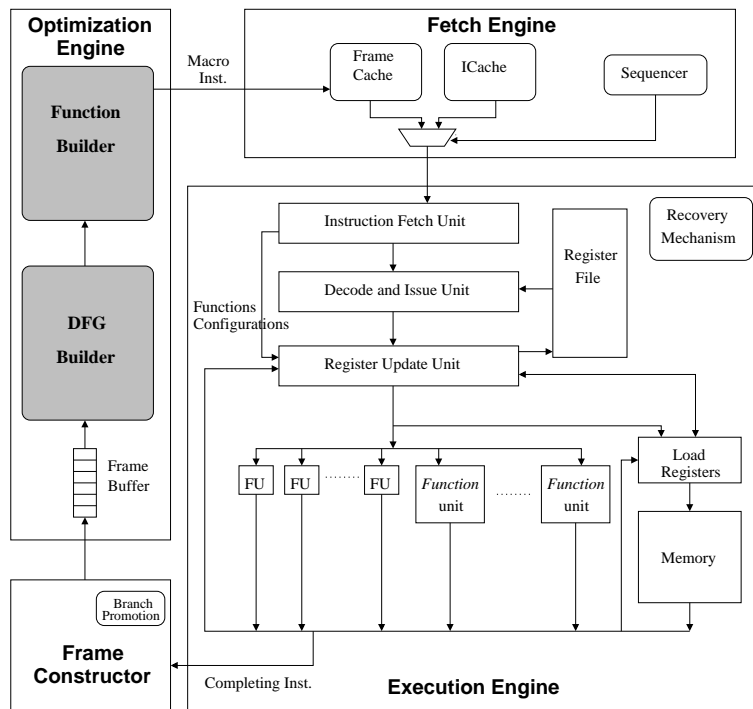 Optimization
Engine
Function
Builder
DFG
Builder
Frame
Buffer
Branch
Promotion
Frame
Constructor
Macro
Inst.
Fetch Engine
Frame
Cache
ICache
Sequencer
Instruction Fetch Unit
Decode and Issue Unit
Register Update Unit
Functions
Configurations
Register
File
Recovery
Mechanism
FU
FU
FU
Function
unit
Function
unit
Load
Registers
Memory
Completing Inst.
Execution Engine